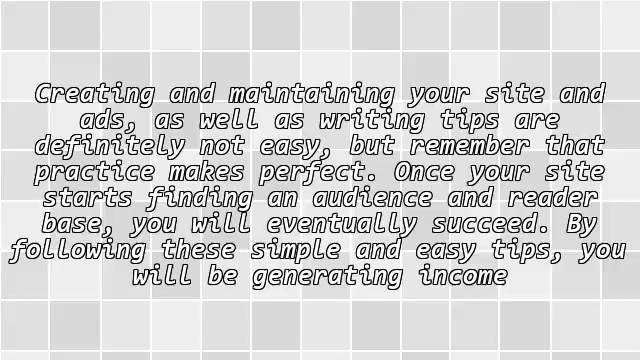 Creating and maintaining your site and
ads, as well as writing tips are
definitely not easy, but remember that
practice makes perfect. Once your site
starts finding an audience and reader
base, you will eventually succeed. By
following these simple and easy tips, you
will be generating income